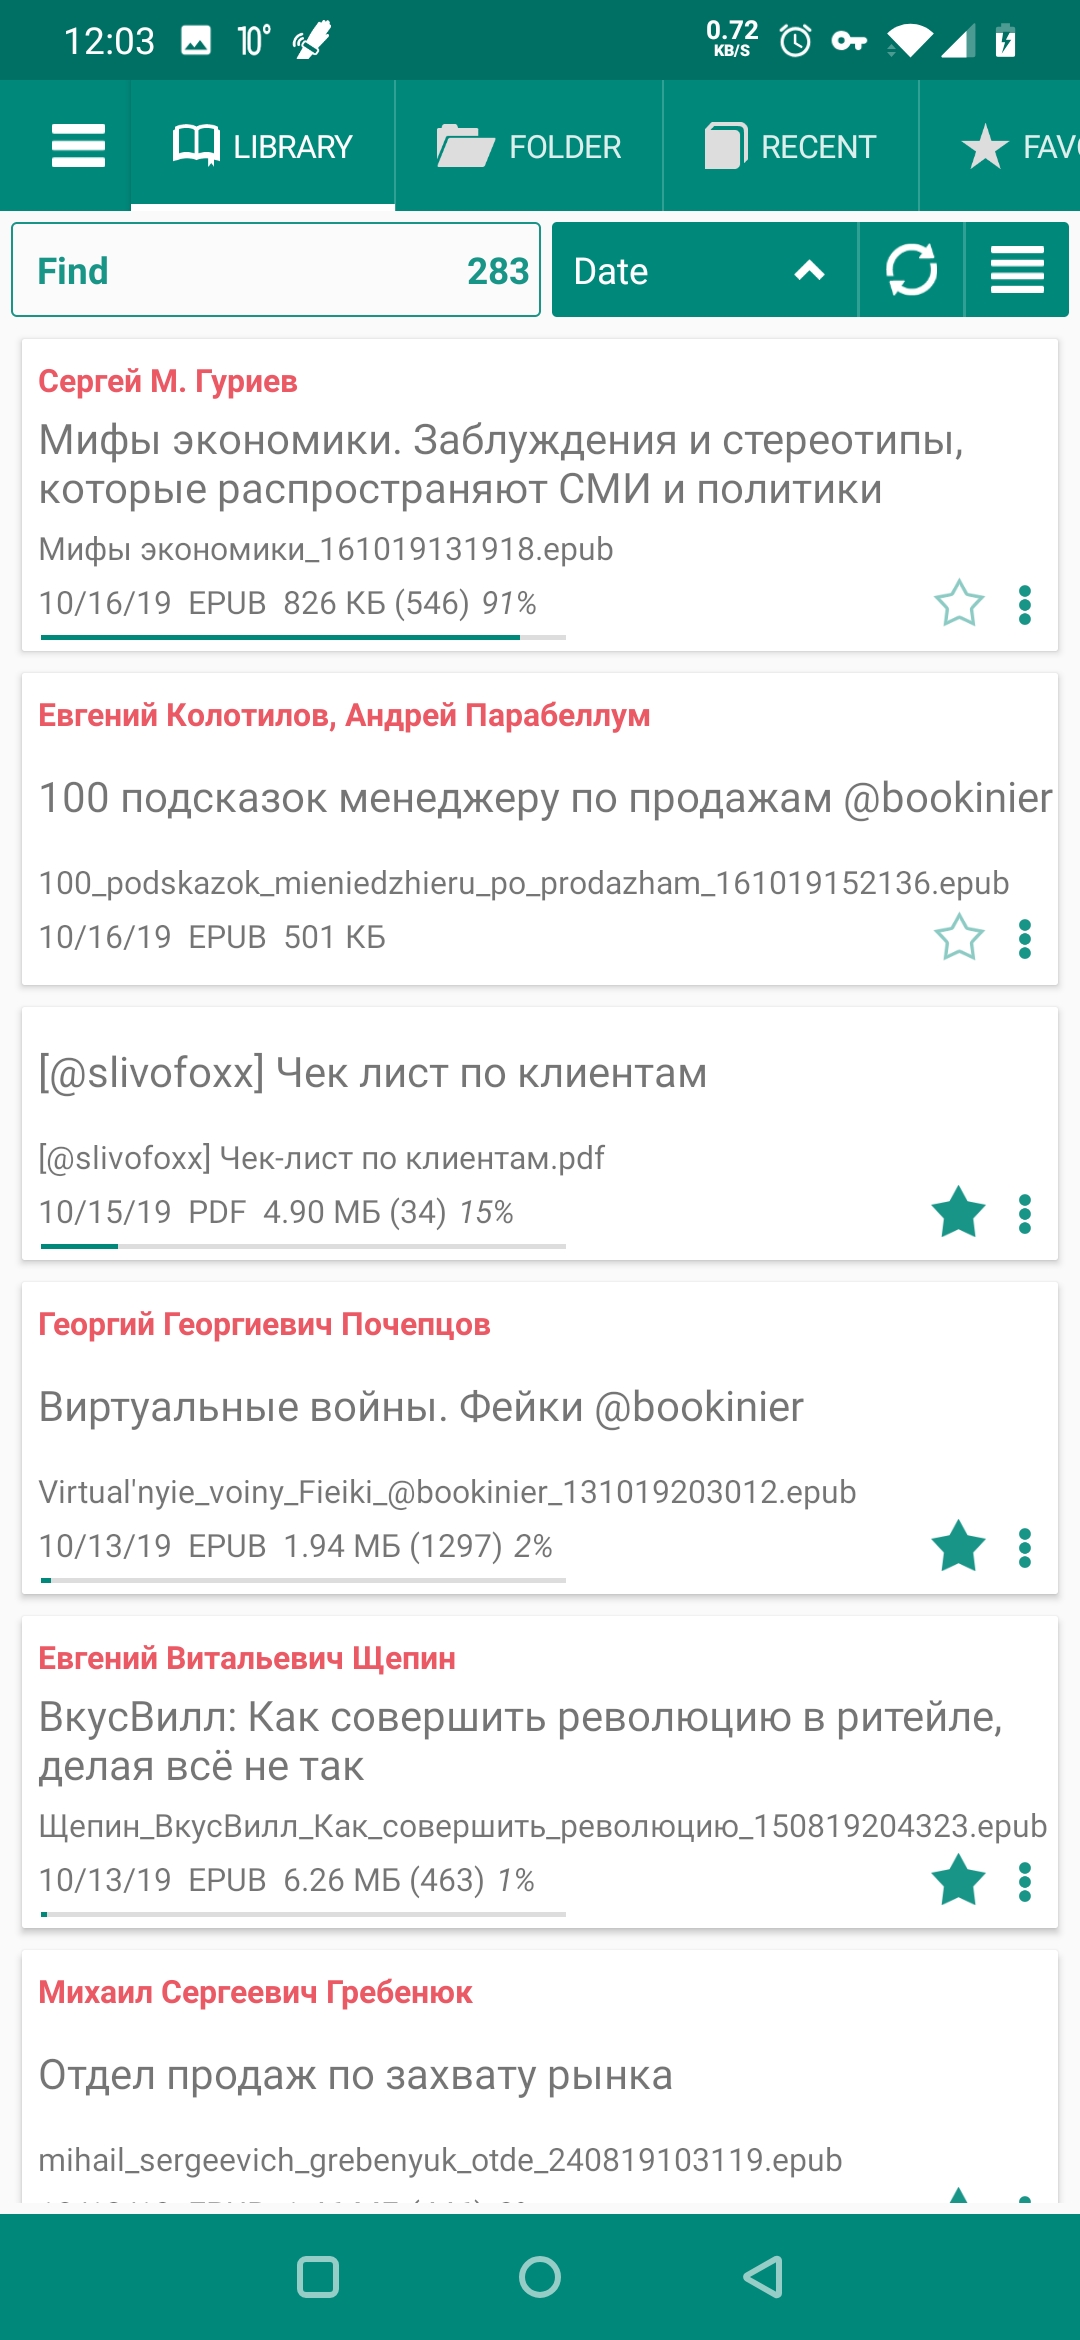 12:03 10° 0.72 KB/S
LIBRARY FOLDER RECENT FAVO
Find 283 Date
Сергей М. Гуриев
Мифы экономики. Заблуждения и стереотипы,
которые распространяют СМИ и политики
Мифы экономики_161019131918.epub
10/16/19 EPUB 826 КБ (546) 91%
Евгений Колотилов, Андрей Парабеллум
100 подсказок менеджеру по продажам @bookinier
100_podskazok_mieniedzhieru_po_prodazham_161019152136.epub
10/16/19 EPUB 501 КБ
[@slivofoxx] Чек лист по клиентам
[@slivofoxx] Чек-лист по клиентам.pdf
10/15/19 PDF 4.90 МБ (34) 15%
Георгий Георгиевич Почепцов
Виртуальные войны. Фейки @bookinier
Virtual'nyie_voiny_Fieiki_@bookinier_131019203012.epub
10/13/19 EPUB 1.94 МБ (1297) 2%
Евгений Витальевич Щепин
ВкусВилл: Как совершить революцию в ритейле,
делая всё не так
Щепин_ВкусВилл_Как_совершить_революцию_150819204323.epub
10/13/19 EPUB 6.26 МБ (463) 1%
Михаил Сергеевич Гребенюк
Отдел продаж по захвату рынка
mihail_sergeevich_grebenyuk_otde_240819103119.epub